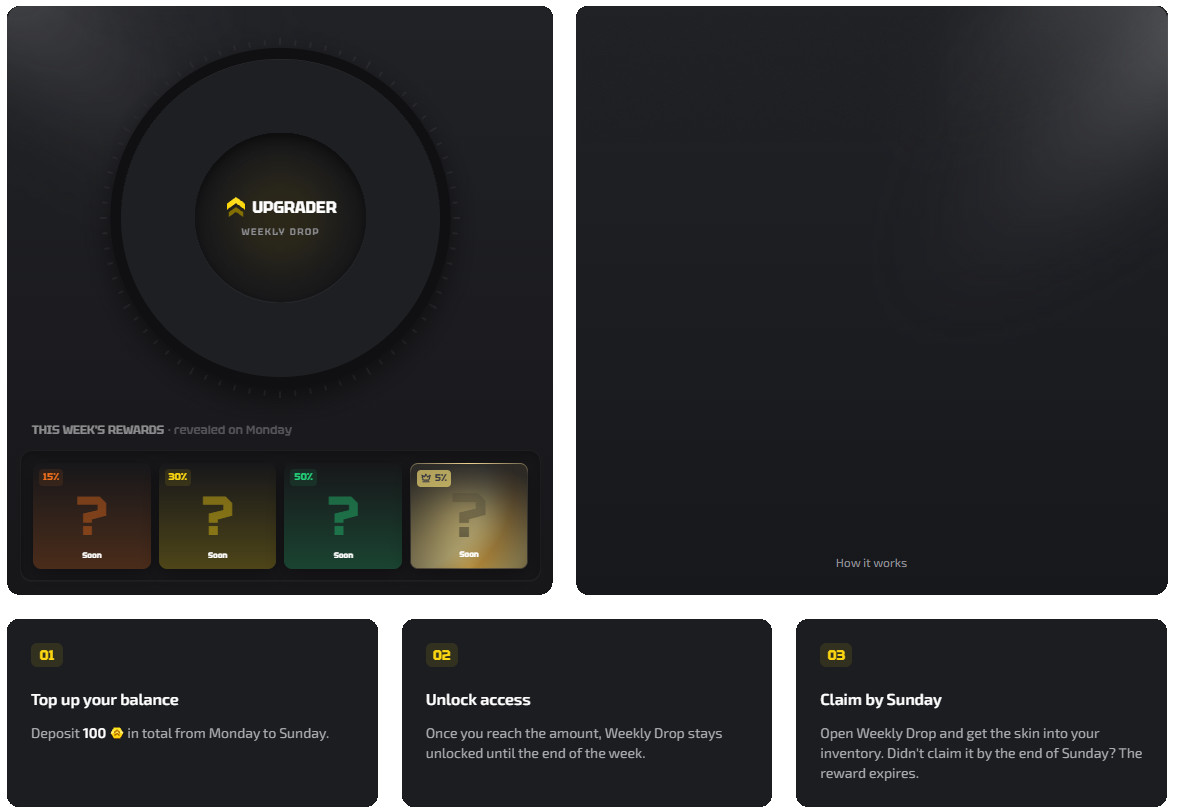 UPGRADER
WEEKLY DROP
THIS WEEK'S REWARDS · revealed on Monday
15%
30%
50%
5%
?
?
?
?
Soon
Soon
Soon
Soon
How it works
01
Top up your balance
Deposit 100 in total from Monday to Sunday.
02
Unlock access
Once you reach the amount, Weekly Drop stays
unlocked until the end of the week.
03
Claim by Sunday
Open Weekly Drop and get the skin into your
inventory. Didn't claim it by the end of Sunday? The
reward expires.